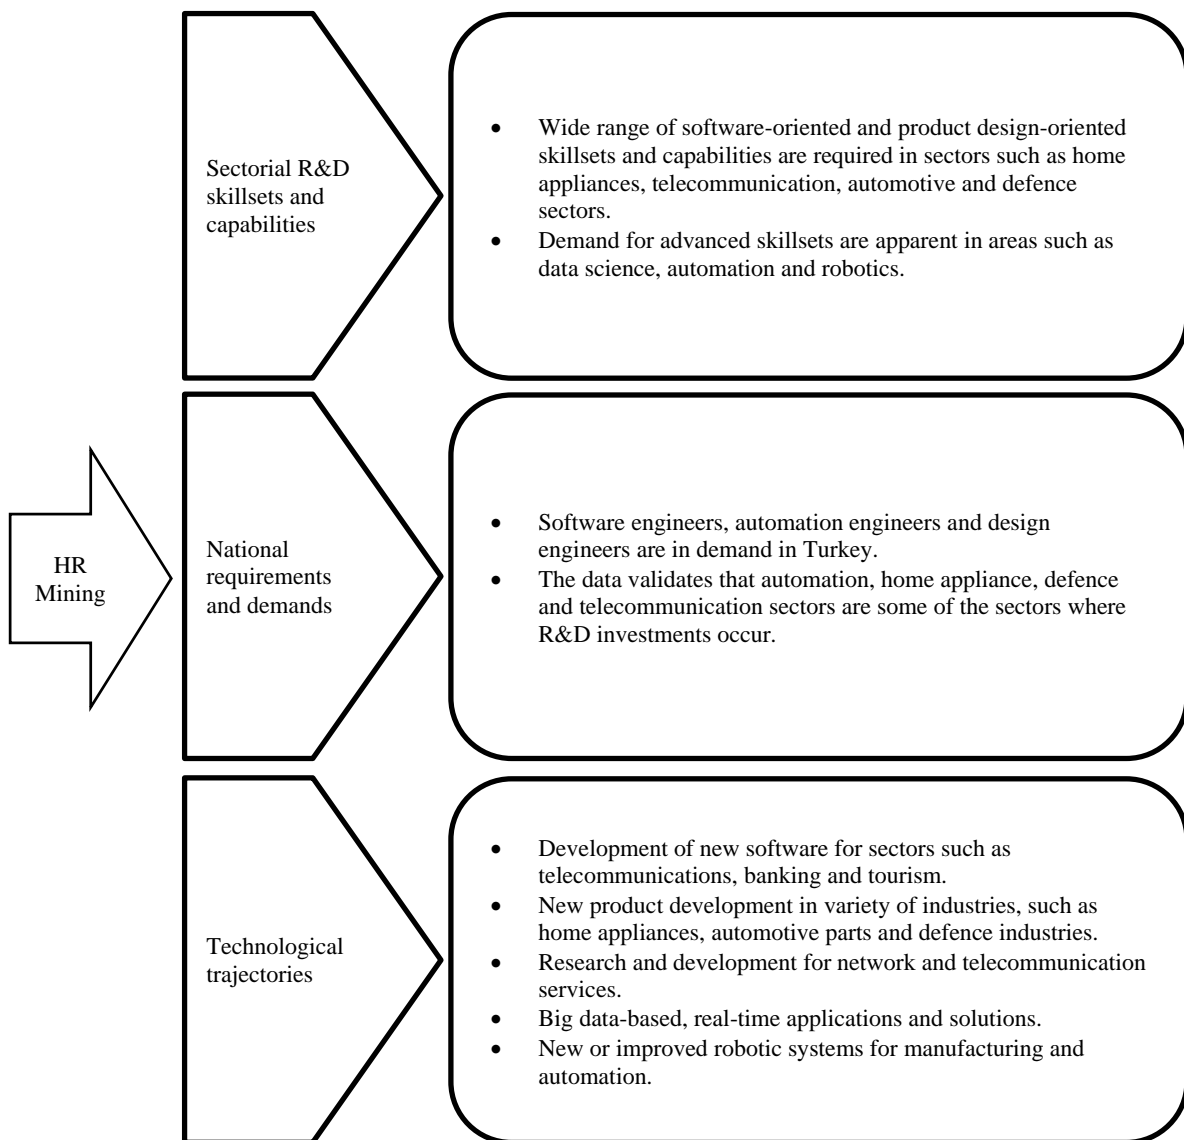 HR
Mining
Sectorial R&D
skillsets and
capabilities
• Wide range of software-oriented and product design-oriented
skillsets and capabilities are required in sectors such as home
appliances, telecommunication, automotive and defence
sectors.
• Demand for advanced skillsets are apparent in areas such as
data science, automation and robotics.
National
requirements
and demands
• Software engineers, automation engineers and design
engineers are in demand in Turkey.
• The data validates that automation, home appliance, defence
and telecommunication sectors are some of the sectors where
R&D investments occur.
Technological
trajectories
• Development of new software for sectors such as
telecommunications, banking and tourism.
• New product development in variety of industries, such as
home appliances, automotive parts and defence industries.
• Research and development for network and telecommunication
services.
• Big data-based, real-time applications and solutions.
• New or improved robotic systems for manufacturing and
automation.